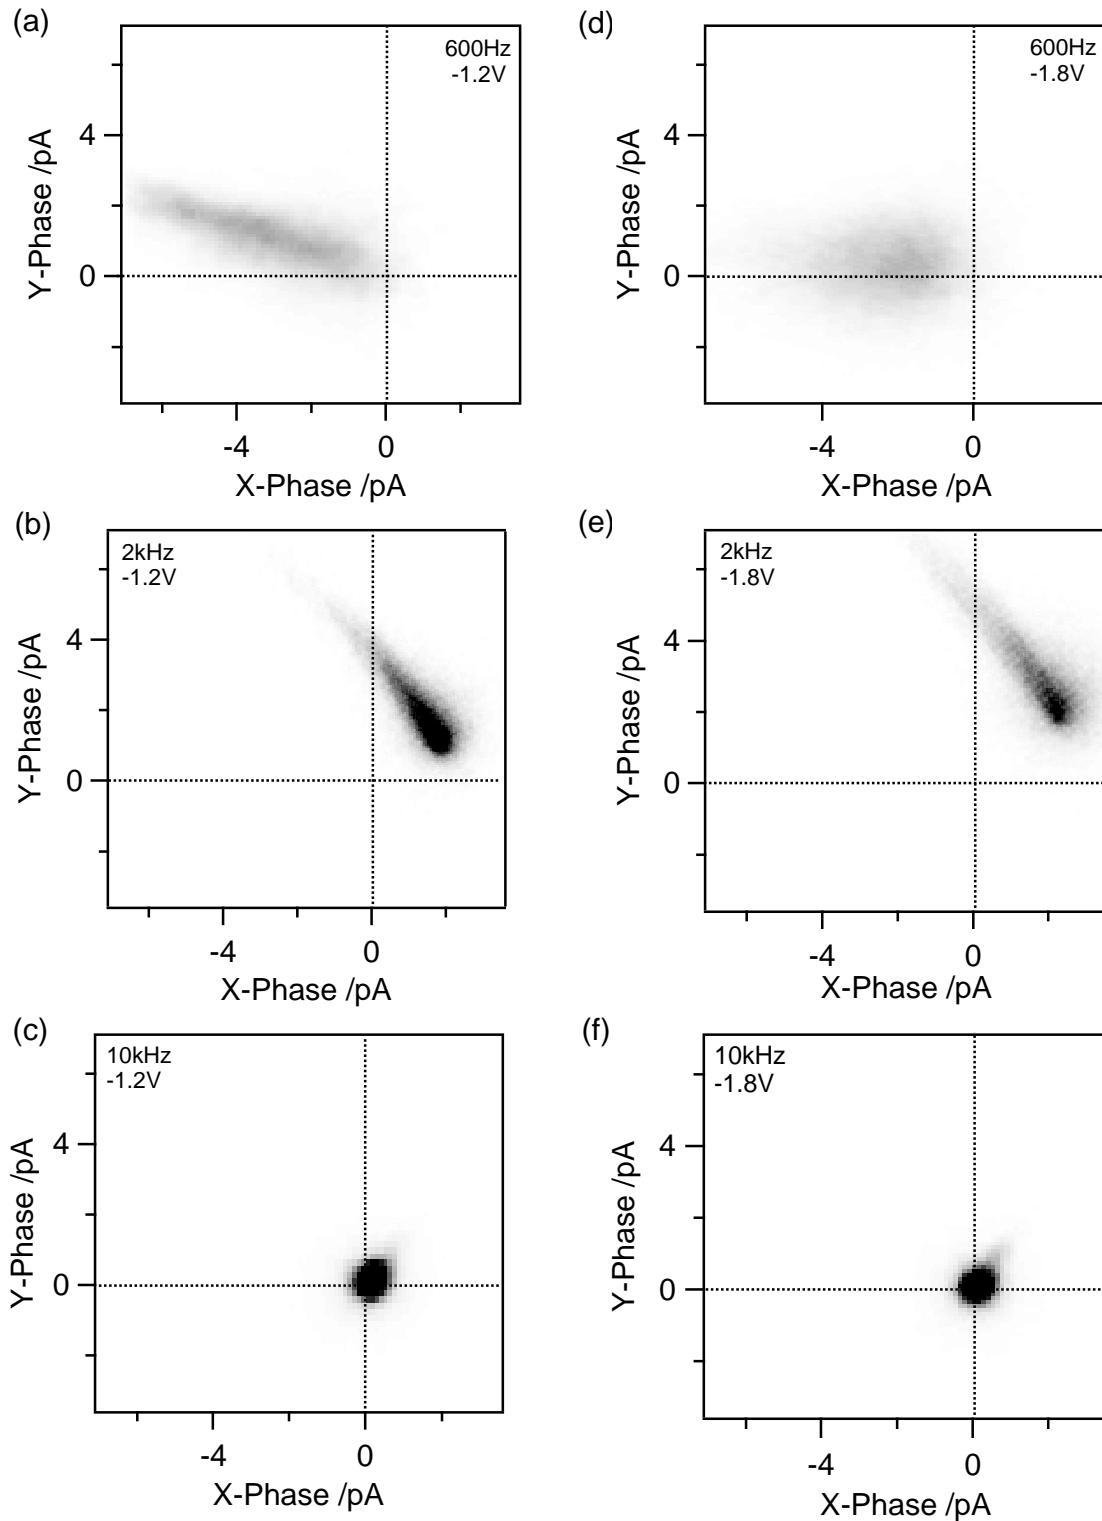 (a)
600Hz
-1.2V
4
0
Y-Phase /pA
-4
0
X-Phase /pA
(d)
600Hz
-1.8V
4
0
Y-Phase /pA
-4
0
X-Phase /pA
(b)
2kHz
-1.2V
4
0
Y-Phase /pA
-4
0
X-Phase /pA
(e)
2kHz
-1.8V
4
0
Y-Phase /pA
-4
0
X-Phase /pA
(c)
10kHz
-1.2V
4
0
Y-Phase /pA
-4
0
X-Phase /pA
(f)
10kHz
-1.8V
4
0
Y-Phase /pA
-4
0
X-Phase /pA